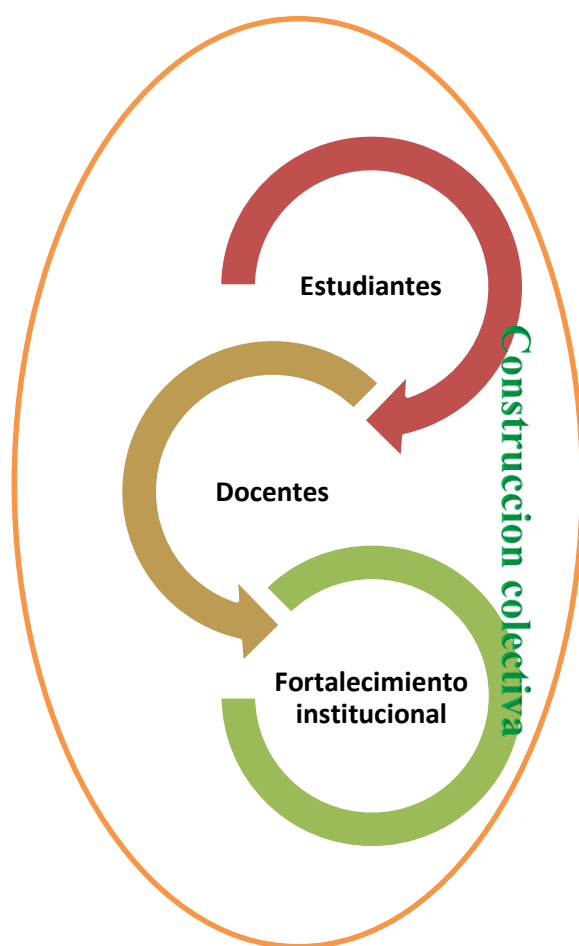 Estudiantes
Construccion colectiva
Docentes
Fortalecimiento
institucional